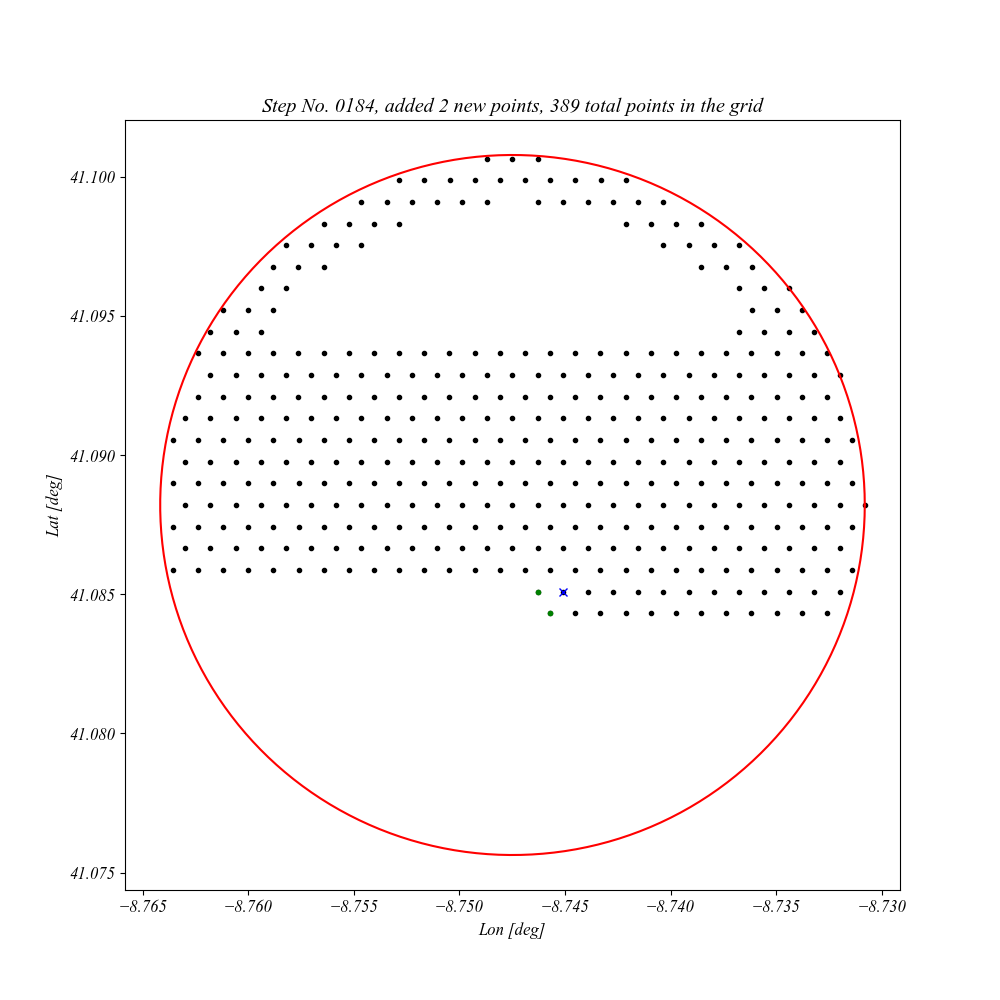 Step No. 0184, added 2 new points, 389 total points in the grid
41.100
41.095
41.090
41.085
41.080
41.075
Lat [deg]
−8.765 −8.760 −8.755 −8.750 −8.745 −8.740 −8.735 −8.730
Lon [deg]